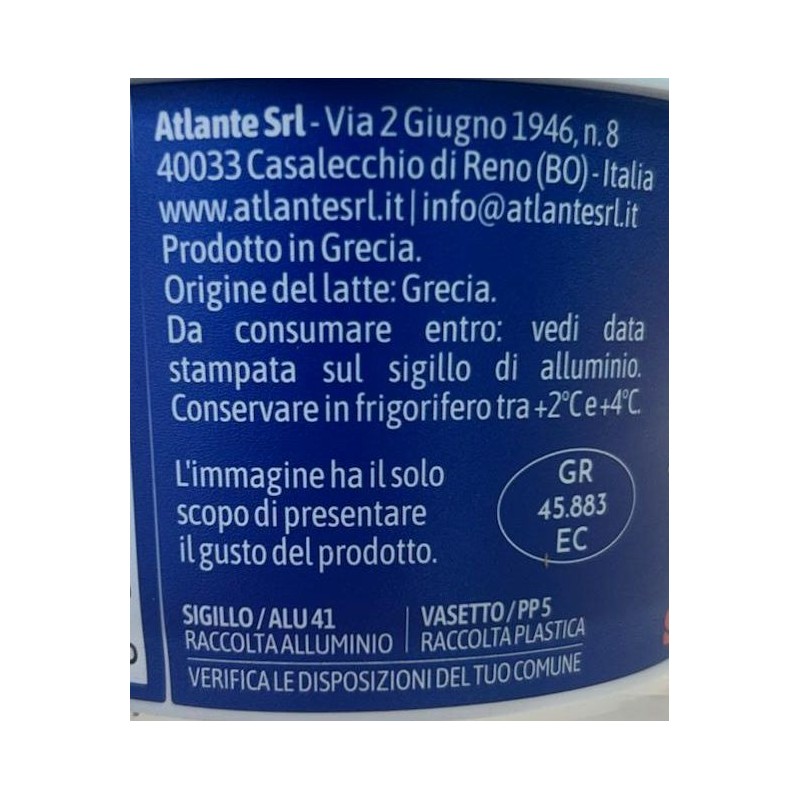 Atlante Srl - Via 2 Giugno 1946, n. 8
40033 Casalecchio di Reno (BO) - Italia
www.atlantesrl.it | info@atlantesrl.it
Prodotto in Grecia.
Origine del latte: Grecia.
Da consumare entro: vedi data
stampata sul sigillo di alluminio.
Conservare in frigorifero tra +2°C e +4°C.
L'immagine ha il solo
scopo di presentare
il gusto del prodotto.
GR
45.883
EC
SIGILLO / ALU 41
RACCOLTA ALLUMINIO
VASETTO / PP 5
RACCOLTA PLASTICA
VERIFICA LE DISPOSIZIONI DEL TUO COMUNE